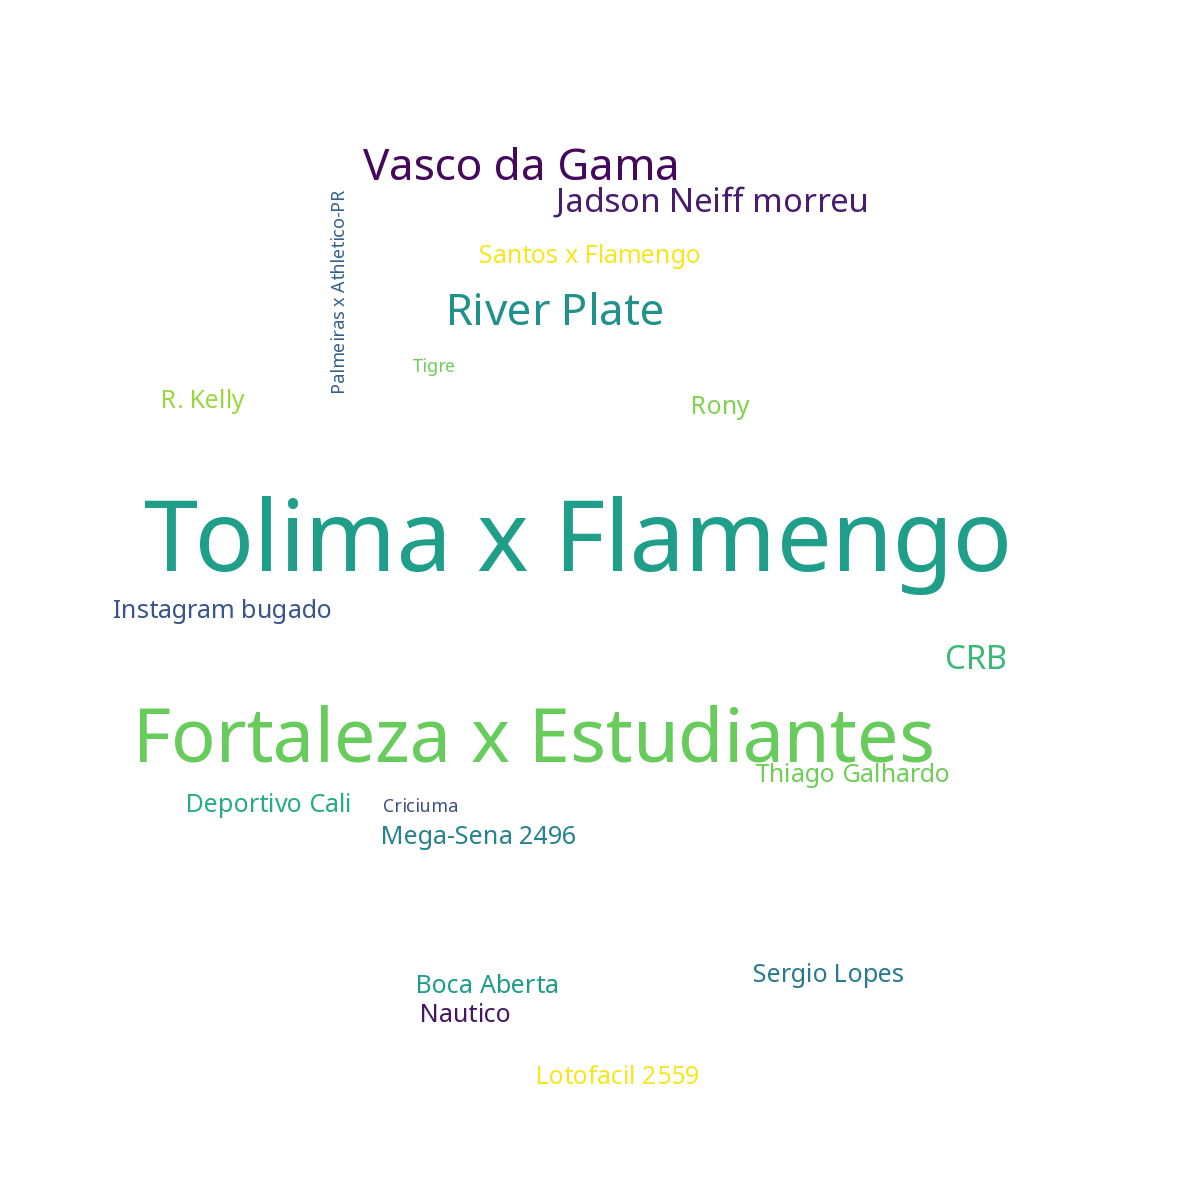 Vasco da Gama
Jadson Neiff morreu
Palmeiras x Athletico-PR
Santos x Flamengo
River Plate
Tigre
R. Kelly
Rony
Tolima x Flamengo
Instagram bugado
CRB
Fortaleza x Estudiantes
Thiago Galhardo
Deportivo Cali
Criciuma
Mega-Sena 2496
Sergio Lopes
Boca Aberta
Nautico
Lotofacil 2559